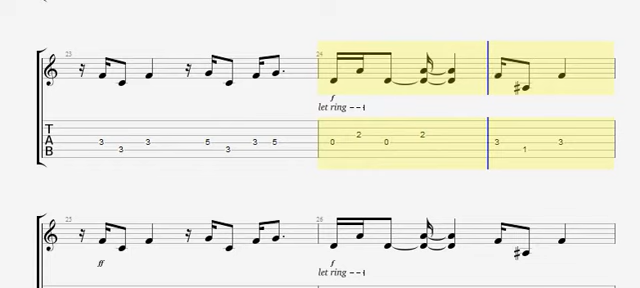 23 24
f
let ring
T
A
B
3 3 3 5 3 3 5 0 2 0 2 3 1 3
25 26
ff f
let ring